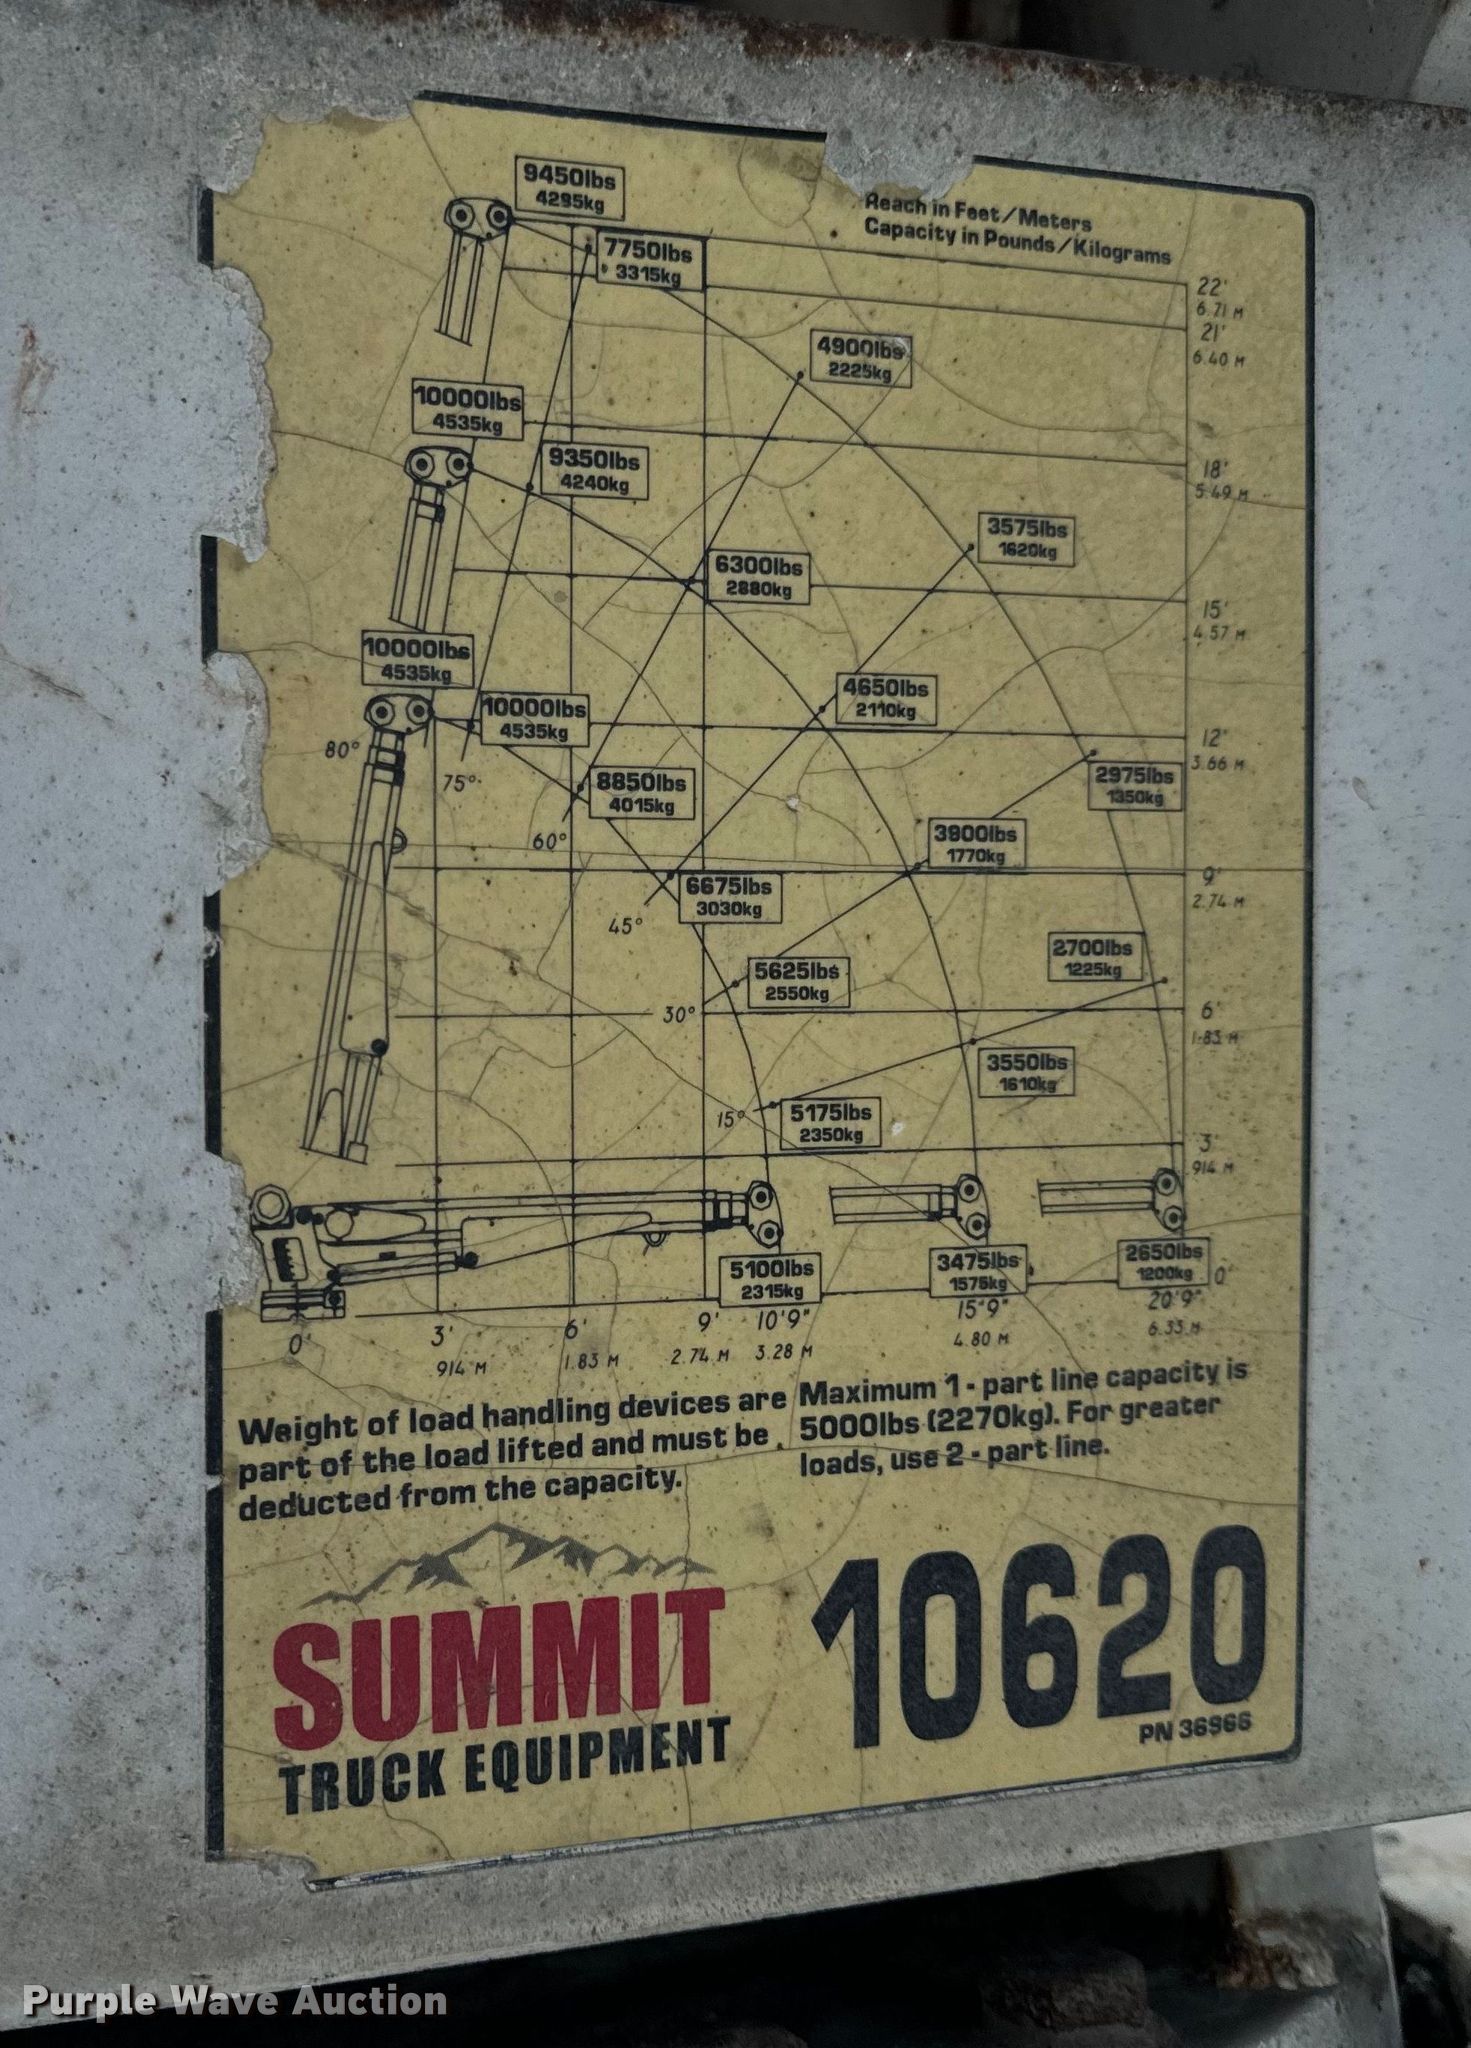 9450lbs
4295kg
Reach in Feet/Meters
Capacity in Pounds/Kilograms
7750lbs
3315kg
22'
6.71 M
21'
6.40 M
4900lbs
2225kg
10000lbs
4535kg
18'
5.49 M
9350lbs
4240kg
3575lbs
1620kg
6300lbs
2880kg
15'
4.57 M
10000lbs
4535kg
4650lbs
2110kg
10000lbs
4535kg
12'
3.66 M
80°
75°
2975lbs
1350kg
8850lbs
4015kg
60°
3900lbs
1770kg
9'
2.74 M
6675lbs
3030kg
45°
2700lbs
1225kg
5625lbs
2550kg
30°
6'
1.83 M
3550lbs
1610kg
15°
5175lbs
2350kg
3'
.914 M
5100lbs
2315kg
3475lbs
1575kg
2650lbs
1200kg
0'
0'
3'
6'
9'
10'9"
15'9"
20'9"
.914 M
1.83 M
2.74 M
3.28 M
4.80 M
6.33 M
Weight of load handling devices are
part of the load lifted and must be
deducted from the capacity.
Maximum 1-part line capacity is
5000lbs (2270kg). For greater
loads, use 2-part line.
SUMMIT
TRUCK EQUIPMENT
10620
PN 36966
Purple Wave Auction